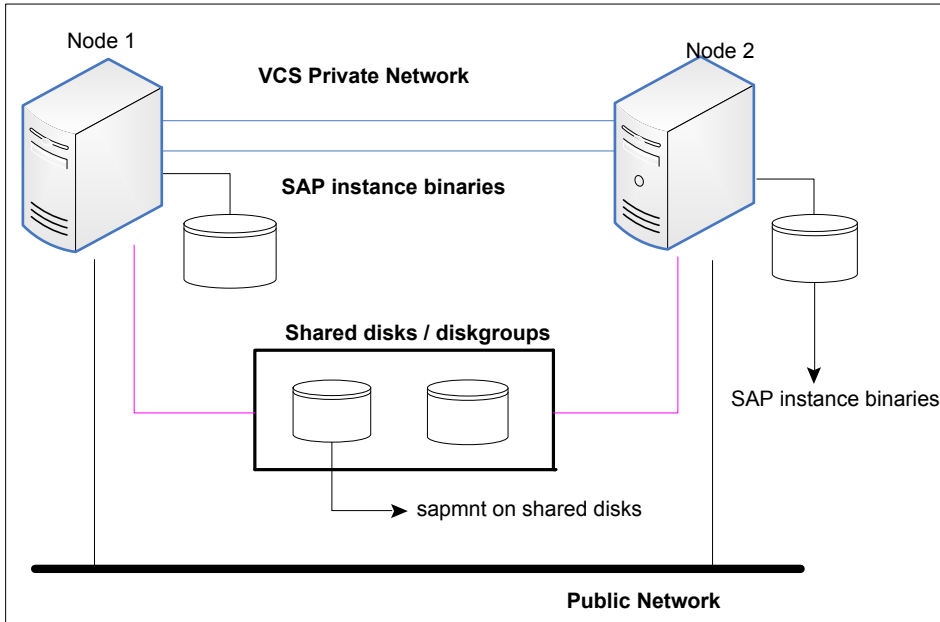 Node 1
Node 2
VCS Private Network
SAP instance binaries
Shared disks / diskgroups
SAP instance binaries
sapmnt on shared disks
Public Network